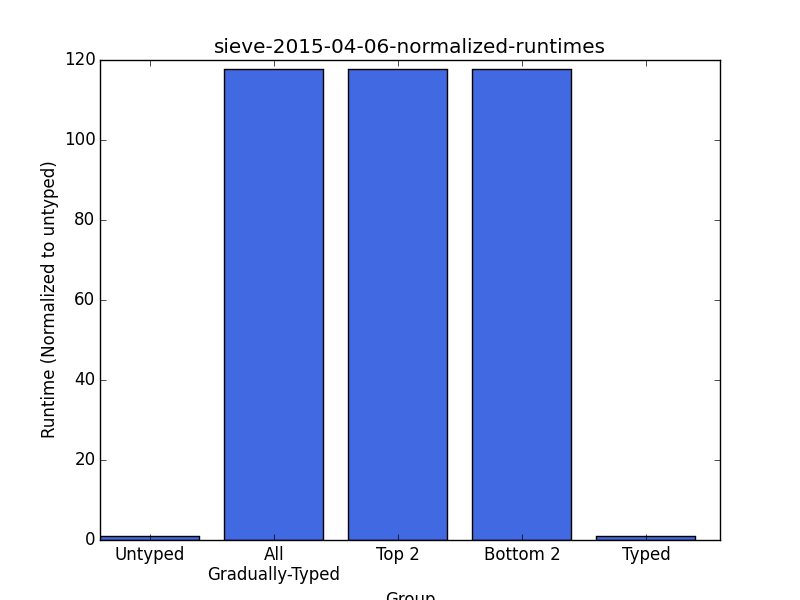 sieve-2015-04-06-normalized-runtimes
120
100
80
60
40
20
0
Runtime (Normalized to untyped)
Untyped
All
Gradually-Typed
Top 2
Bottom 2
Typed
Group